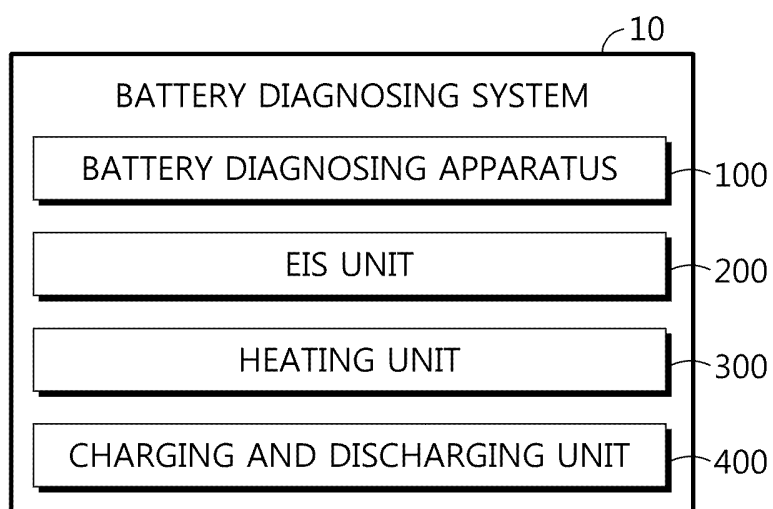 10
BATTERY DIAGNOSING SYSTEM
BATTERY DIAGNOSING APPARATUS
100
EIS UNIT
200
HEATING UNIT
300
CHARGING AND DISCHARGING UNIT
400